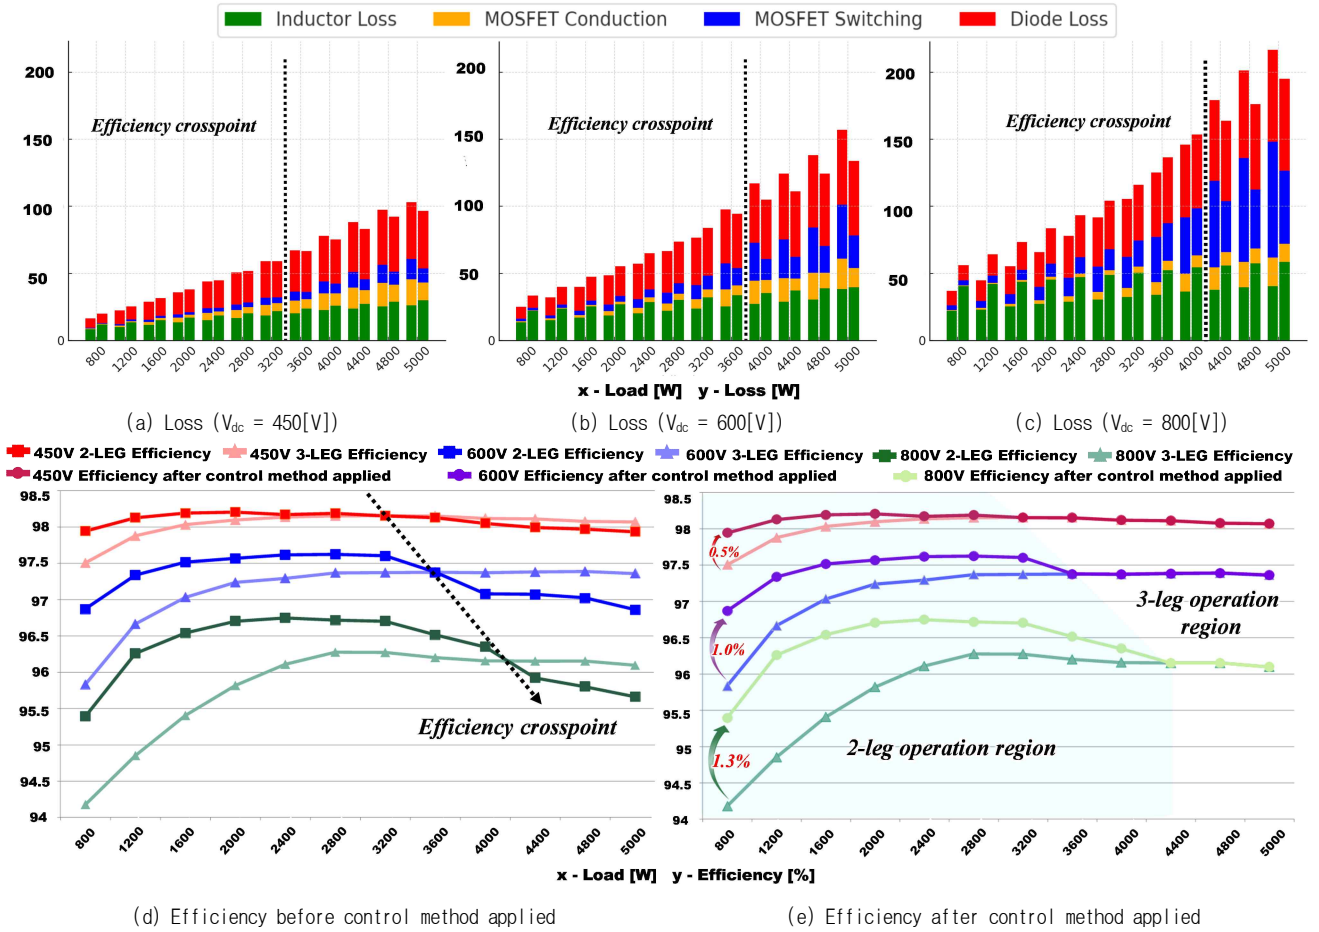 Inductor Loss MOSFET Conduction MOSFET Switching Diode Loss
200
150
100
50
0
Efficiency crosspoint
800 1200 1600 2000 2400 2800 3200 3600 4000 4400 4800 5000
200
150
100
50
0
Efficiency crosspoint
800 1200 1600 2000 2400 2800 3200 3600 4000 4400 4800 5000
200
150
100
50
0
Efficiency crosspoint
800 1200 1600 2000 2400 2800 3200 3600 4000 4400 4800 5000
x - Load [W] y - Loss [W]
(a) Loss (Vdc = 450[V])
(b) Loss (Vdc = 600[V])
(c) Loss (Vdc = 800[V])
450V 2-LEG Efficiency 450V 3-LEG Efficiency 600V 2-LEG Efficiency 600V 3-LEG Efficiency 800V 2-LEG Efficiency 800V 3-LEG Efficiency
450V Efficiency after control method applied 600V Efficiency after control method applied 800V Efficiency after control method applied
98.5
98
97.5
97
96.5
96
95.5
95
94.5
94
Efficiency crosspoint
800 1200 1600 2000 2400 2800 3200 3600 4000 4400 4800 5000
98.5
98
97.5
97
96.5
96
95.5
95
94.5
94
0.5%
1.0%
1.3%
3-leg operation
region
2-leg operation region
800 1200 1600 2000 2400 2800 3200 3600 4000 4400 4800 5000
x - Load [W] y - Efficiency [%]
(d) Efficiency before control method applied
(e) Efficiency after control method applied